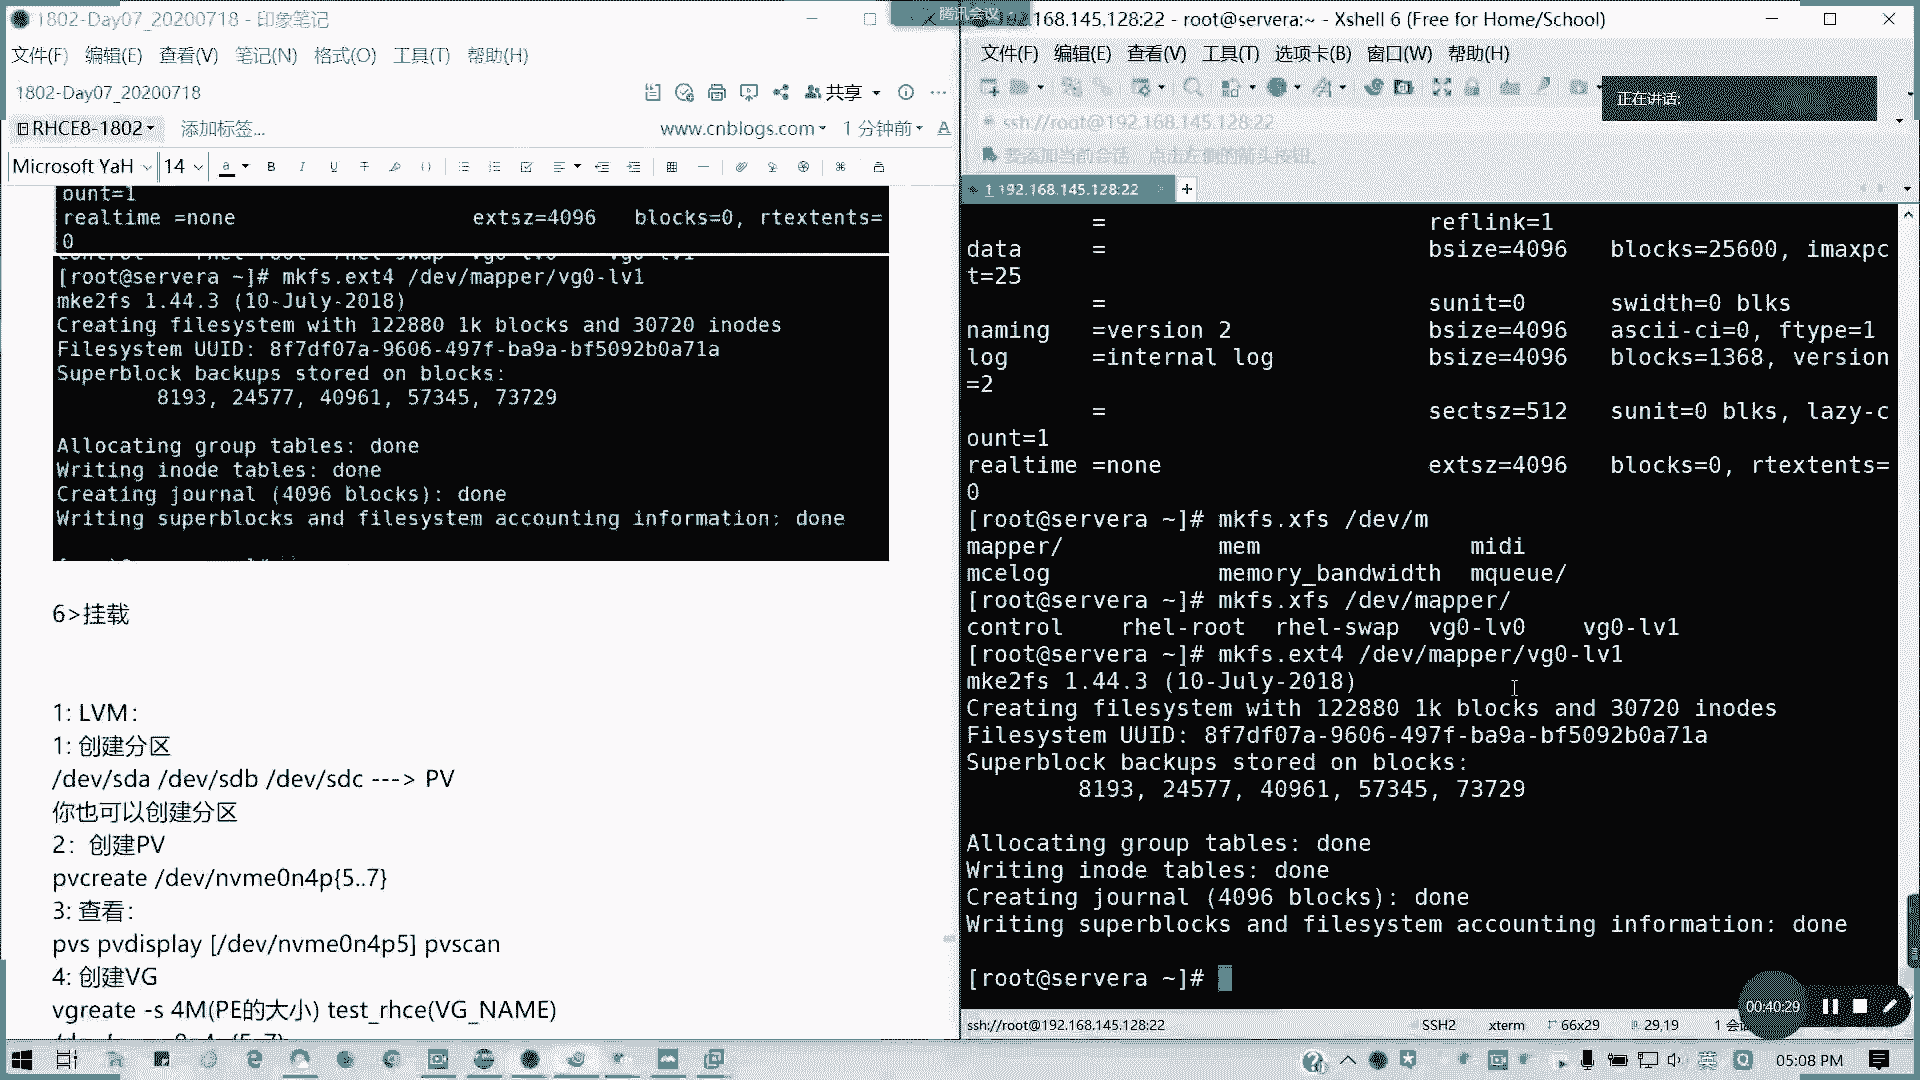 1802-Day07_20200718 - 印象笔记
文件(F) 编辑(E) 查看(V) 笔记(N) 格式(O) 工具(T) 帮助(H)
1802-Day07_20200718
共享
RHCE8-1802 添加标签...
www.cnblogs.com 1 分钟前
Microsoft YaH 14
ount=1
realtime =none extsz=4096 blocks=0, rtextents=
0
[root@servera ~]# mkfs.ext4 /dev/mapper/vg0-lv1
mke2fs 1.44.3 (10-July-2018)
Creating filesystem with 122880 1k blocks and 30720 inodes
Filesystem UUID: 8f7df07a-9606-497f-ba9a-bf5092b0a71a
Superblock backups stored on blocks:
8193, 24577, 40961, 57345, 73729
Allocating group tables: done
Writing inode tables: done
Creating journal (4096 blocks): done
Writing superblocks and filesystem accounting information: done
6>挂载
1: LVM:
1: 创建分区
/dev/sda /dev/sdb /dev/sdc ---> PV
你也可以创建分区
2: 创建PV
pvcreate /dev/nvme0n4p{5..7}
3: 查看:
pvs pvdisplay [/dev/nvme0n4p5] pvscan
4: 创建VG
vgreate -s 4M(PE的大小) test_rhce(VG_NAME)
腾讯会议
192.168.145.128:22 - root@servera:~ - Xshell 6 (Free for Home/School)
文件(F) 编辑(E) 查看(V) 工具(T) 选项卡(B) 窗口(W) 帮助(H)
正在讲话:
ssh://root@192.168.145.128:22
要添加当前会话，点击左侧的箭头按钮。
1 192.168.145.128:22
= reflink=1
data = bsize=4096 blocks=25600, imaxpc
t=25
= sunit=0 swidth=0 blks
naming =version 2 bsize=4096 ascii-ci=0, ftype=1
log =internal log bsize=4096 blocks=1368, version
=2
= sectsz=512 sunit=0 blks, lazy-c
ount=1
realtime =none extsz=4096 blocks=0, rtextents=
0
[root@servera ~]# mkfs.xfs /dev/m
mapper/ mem midi
mcelog memory_bandwidth mqueue/
[root@servera ~]# mkfs.xfs /dev/mapper/
control rhel-root rhel-swap vg0-lv0 vg0-lv1
[root@servera ~]# mkfs.ext4 /dev/mapper/vg0-lv1
mke2fs 1.44.3 (10-July-2018)
Creating filesystem with 122880 1k blocks and 30720 inodes
Filesystem UUID: 8f7df07a-9606-497f-ba9a-bf5092b0a71a
Superblock backups stored on blocks:
8193, 24577, 40961, 57345, 73729
Allocating group tables: done
Writing inode tables: done
Creating journal (4096 blocks): done
Writing superblocks and filesystem accounting information: done
[root@servera ~]#
00:40:29
ssh://root@192.168.145.128:22 SSH2 xterm 66x29 29,19 1 会
英
05:08 PM